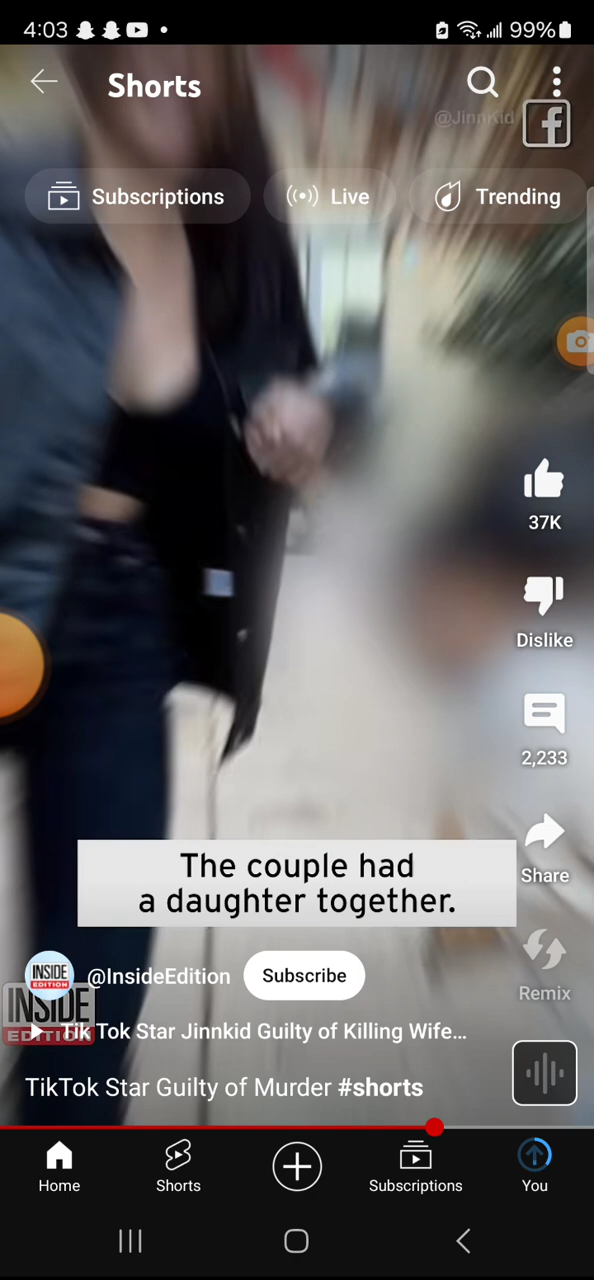 4:03
99%
Shorts
@JinnKid
Subscriptions
Live
Trending
37K
Dislike
2,233
The couple had
a daughter together.
Share
INSIDE
EDITION
@InsideEdition
Subscribe
Remix
INSIDE
EDITION
Tik Tok Star Jinnkid Guilty of Killing Wife...
TikTok Star Guilty of Murder #shorts
Home
Shorts
Subscriptions
You